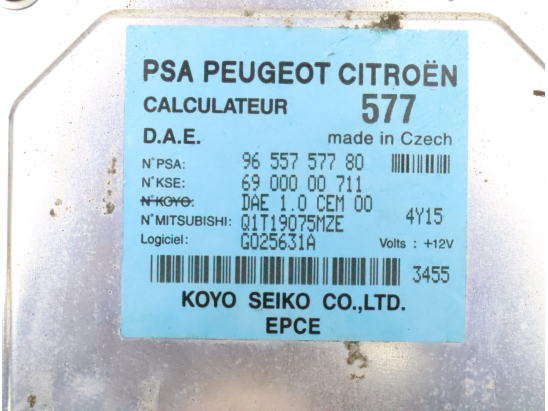 PSA PEUGEOT CITROËN
CALCULATEUR 577
D.A.E. made in Czech
N°PSA: 96 557 577 80
N°KSE: 69 000 00 711
N°KOYO: DAE 1.0 CEM 00
N°MITSUBISHI: Q1T19075MZE 4Y15
Logiciel: G025631A Volts : +12V
3455
KOYO SEIKO CO.,LTD.
EPCE